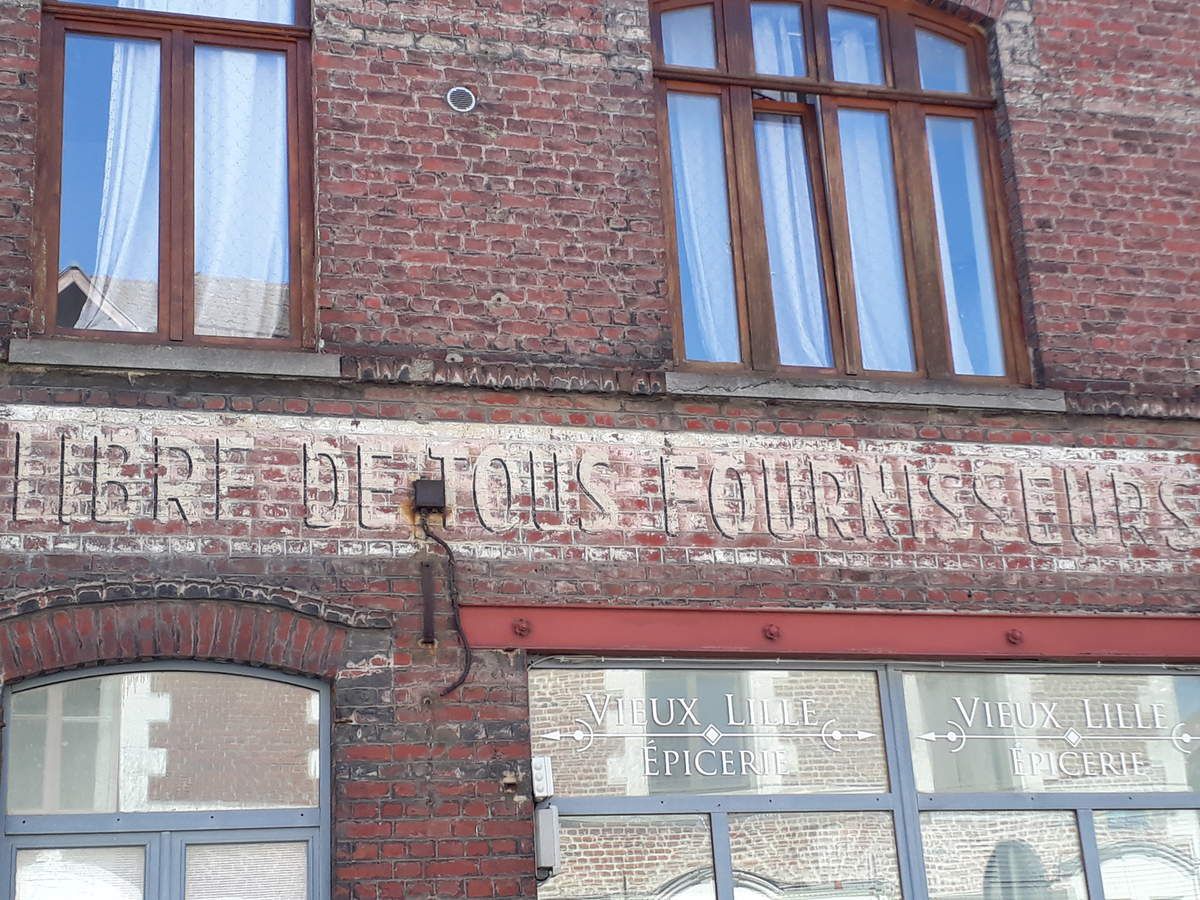 LIBRE DE TOUS FOURNISSEURS
VIEUX LILLE
ÉPICERIE
VIEUX LILLE
ÉPICERIE